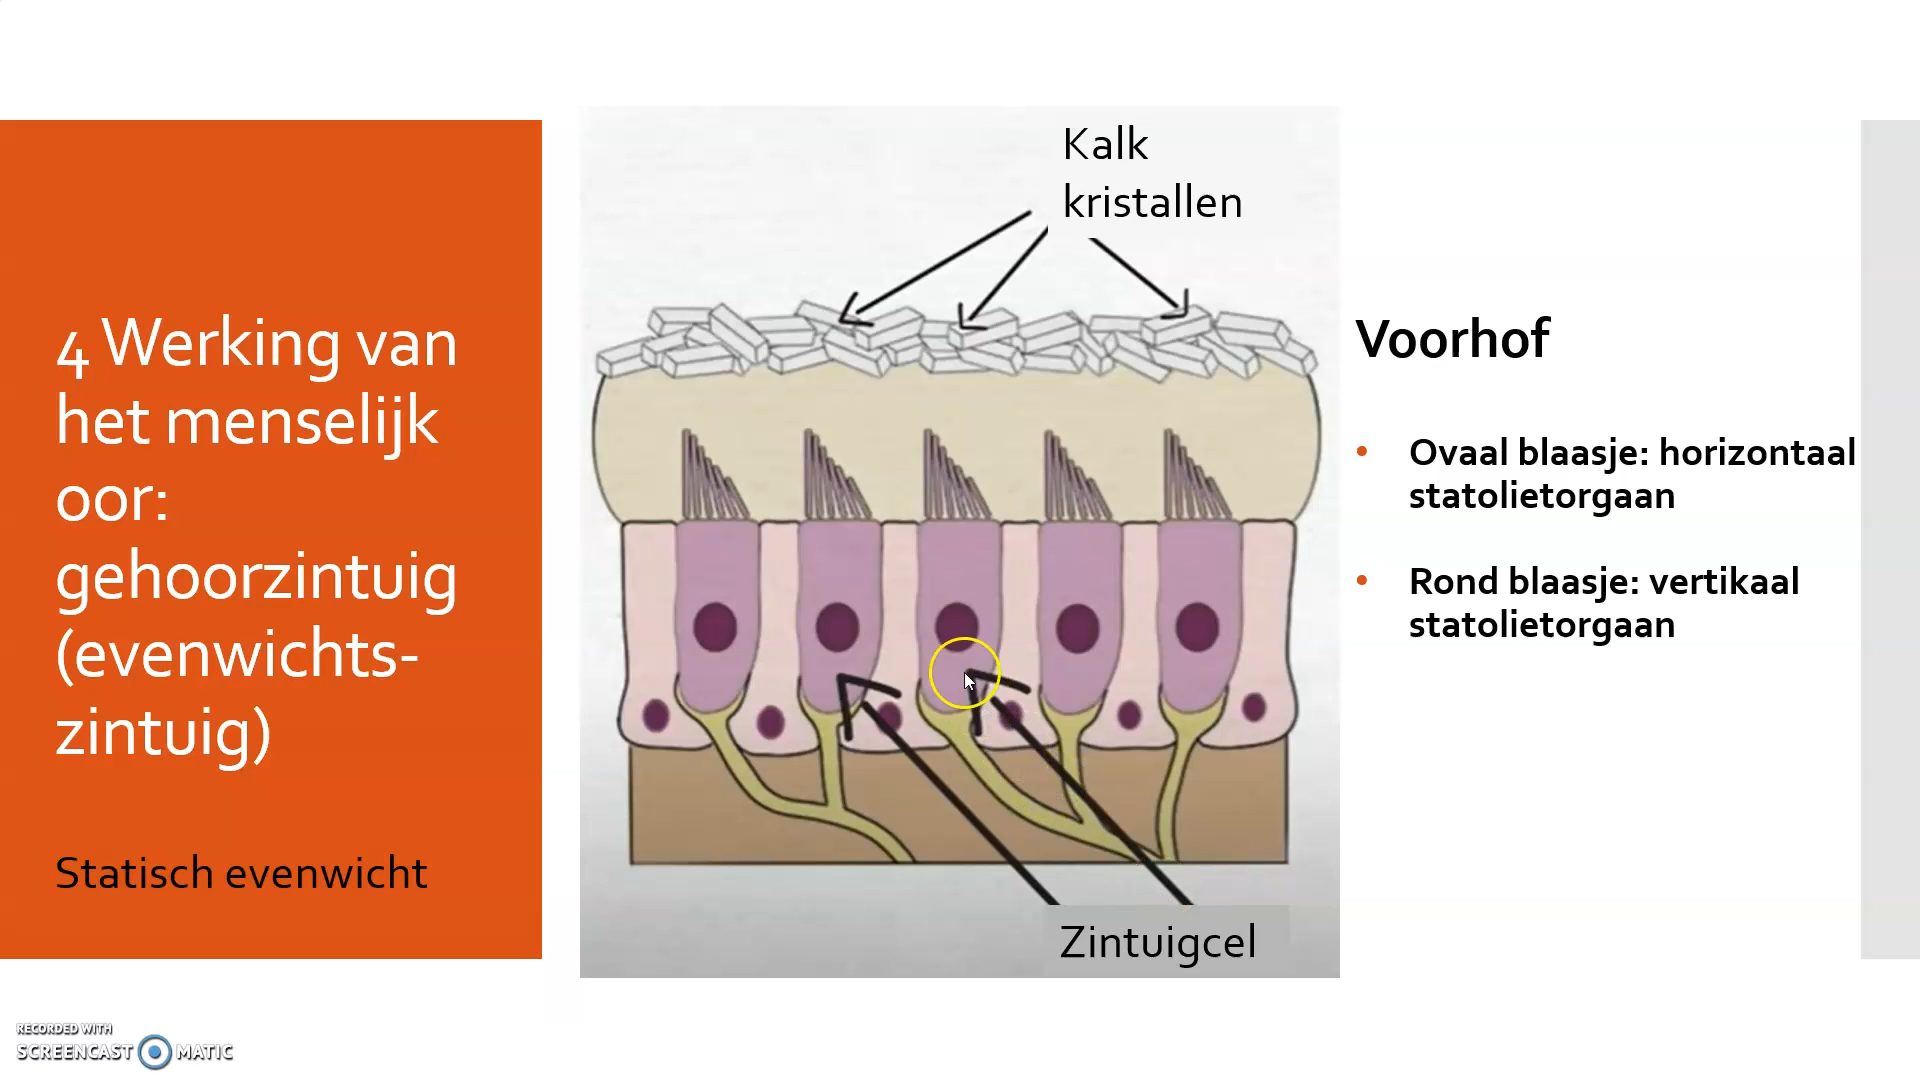 4 Werking van
het menselijk
oor:
gehoorzintuig
(evenwichts-
zintuig)
Statisch evenwicht
Kalk
kristallen
Zintuigcel
Voorhof
• Ovaal blaasje: horizontaal
statolietorgaan
• Rond blaasje: vertikaal
statolietorgaan
RECORDED WITH
SCREENCAST MATIC